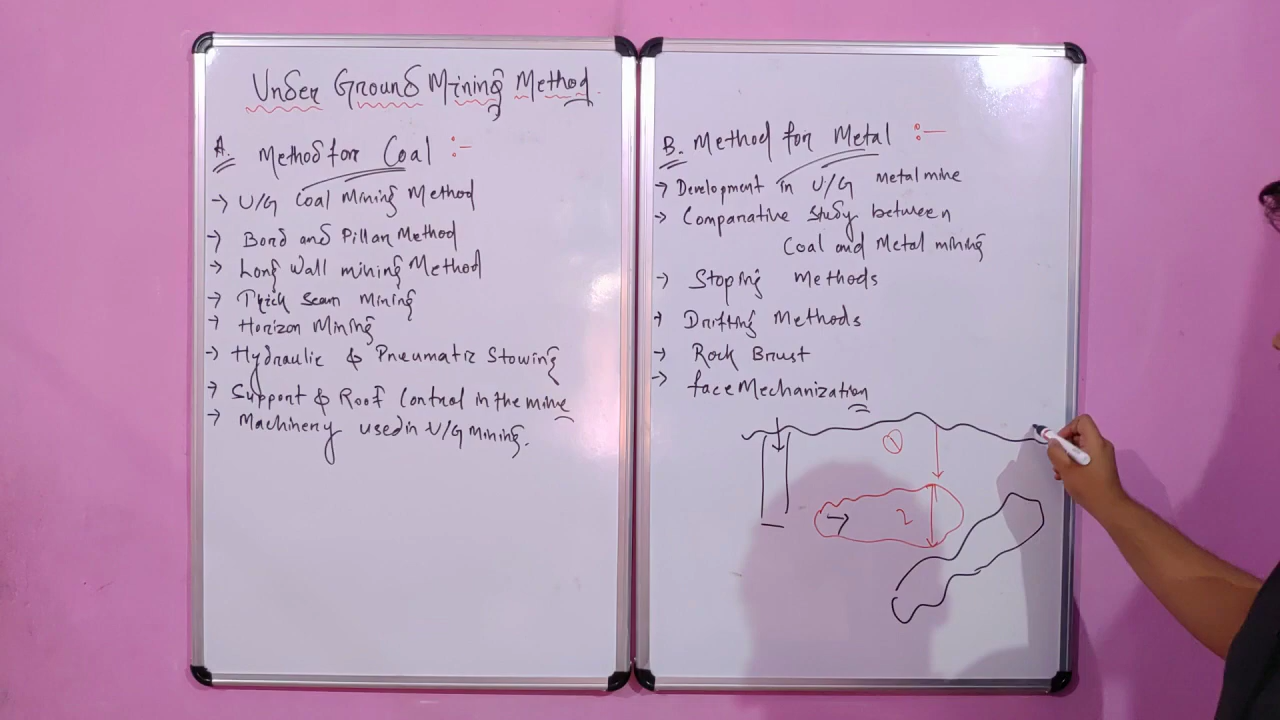 Under Ground Mining Method
A. Method for Coal :-
→ U/G Coal Mining Method
→ Bord and Pillar Method
→ Long Wall mining Method
→ Thick Seam Mining
→ Horizon Mining
→ Hydraulic & Pneumatic Stowing
→ Support & Roof Control in the mine
→ Machinery used in U/G Mining.
B. Method for Metal :-
→ Development in U/G Metal mine
→ Comparative study between
Coal and Metal mining
→ Stoping Methods
→ Drifting Methods
→ Rock Brust
→ face Mechanization
1
2